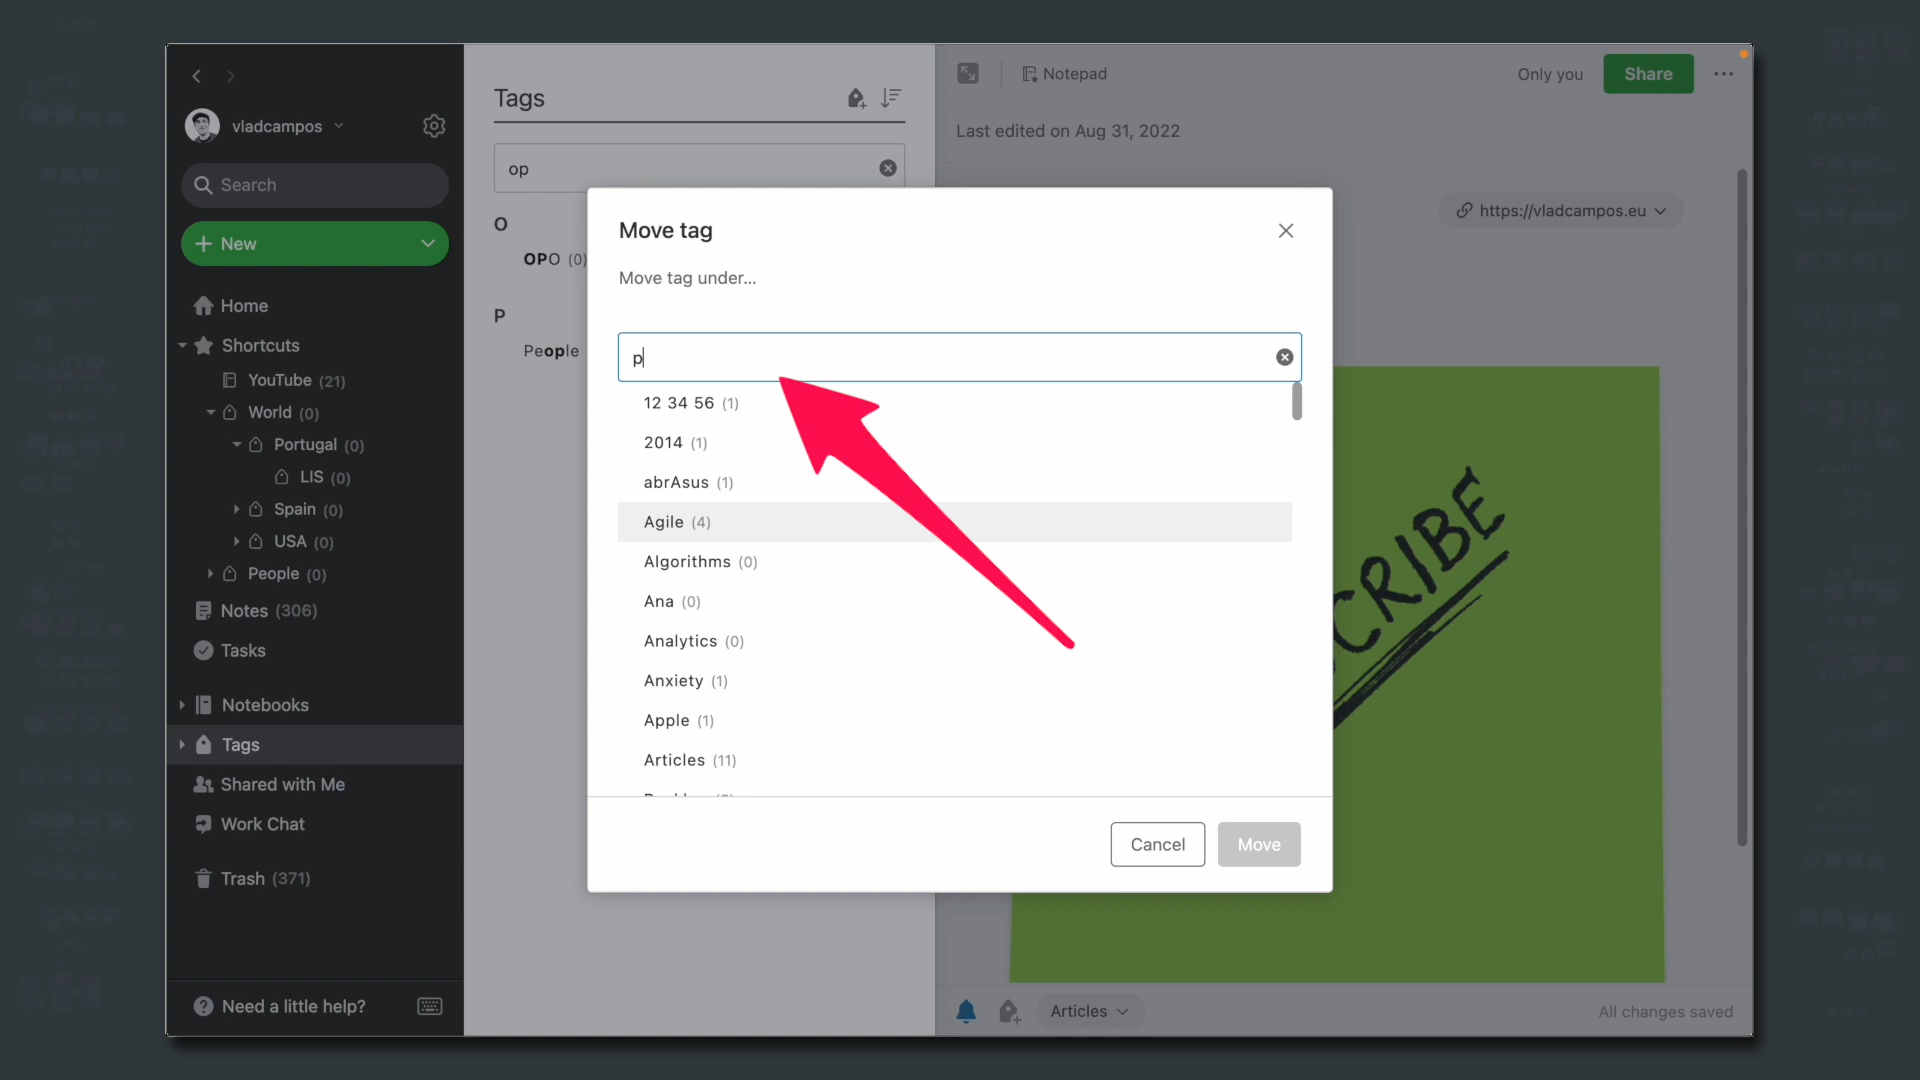 vladcampos
Search
New
Home
Shortcuts
YouTube (21)
World (0)
Portugal (0)
LIS (0)
Spain (0)
USA (0)
People (0)
Notes (306)
Tasks
Notebooks
Tags
Shared with Me
Work Chat
Trash (371)
Need a little help?
Tags
op
O
OPO (0)
P
People
Notepad
Only you
Share
Last edited on Aug 31, 2022
https://vladcampos.eu
Move tag
Move tag under...
p
12 34 56 (1)
2014 (1)
abrAsus (1)
Agile (4)
Algorithms (0)
Ana (0)
Analytics (0)
Anxiety (1)
Apple (1)
Articles (11)
Cancel
Move
CRIBE
Articles
All changes saved